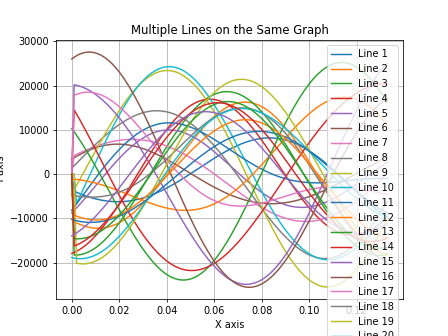 Multiple Lines on the Same Graph
30000
20000
10000
0
−10000
−20000
0.00
0.02
0.04
0.06
0.08
0.10
X axis
Line 1
Line 2
Line 3
Line 4
Line 5
Line 6
Line 7
Line 8
Line 9
Line 10
Line 11
Line 12
Line 13
Line 14
Line 15
Line 16
Line 17
Line 18
Line 19
Line 20